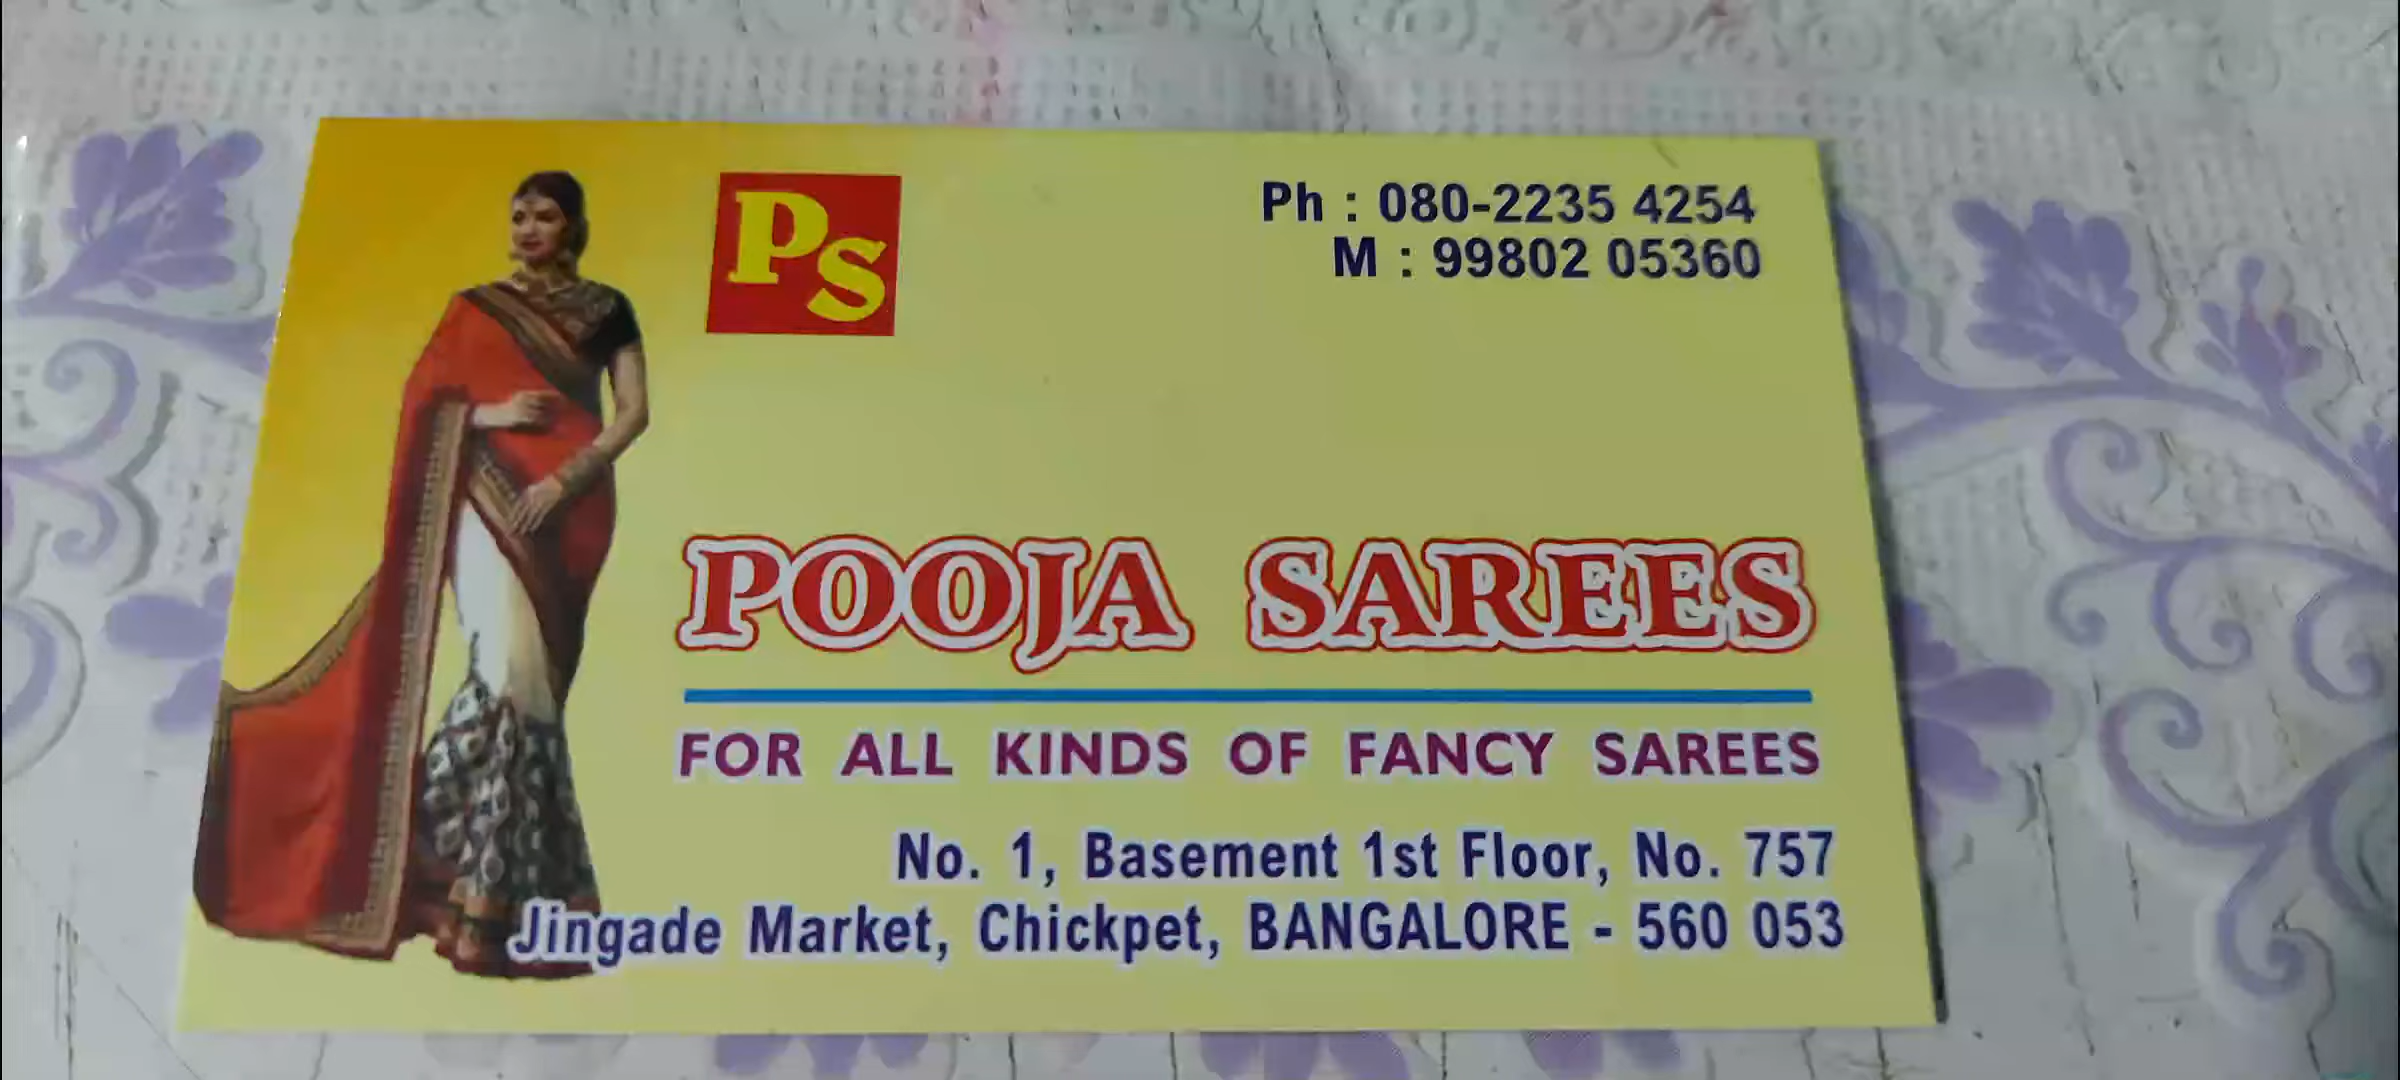 PS
Ph : 080-2235 4254
M : 99802 05360
POOJA SAREES
FOR ALL KINDS OF FANCY SAREES
No. 1, Basement 1st Floor, No. 757
Jingade Market, Chickpet, BANGALORE - 560 053